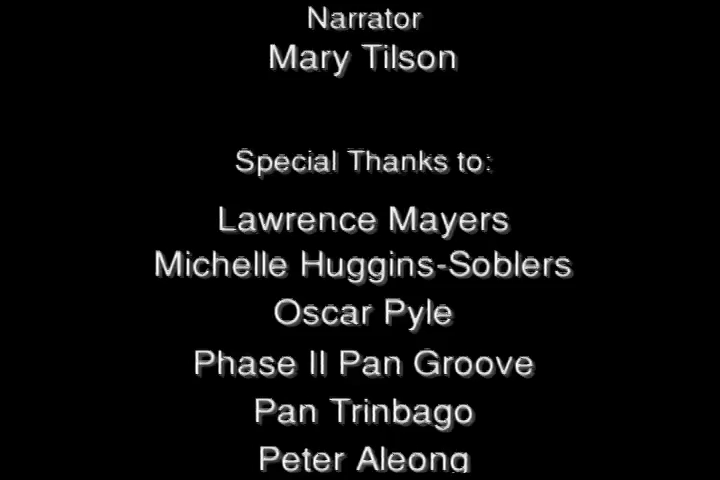 Narrator
Mary Tilson
Special Thanks to:
Lawrence Mayers
Michelle Huggins-Soblers
Oscar Pyle
Phase II Pan Groove
Pan Trinbago
Peter Aleong